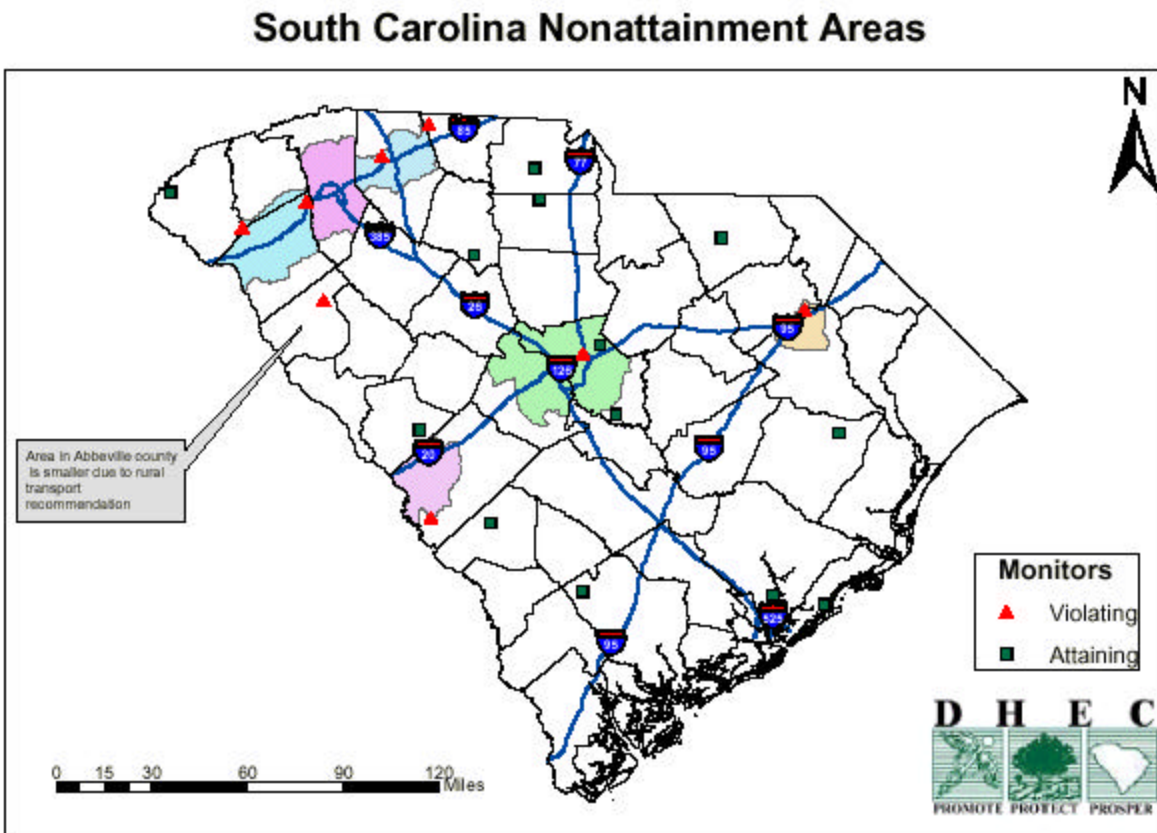 South Carolina Nonattainment Areas
N
85
77
385
26
95
126
20
95
Area in Abbeville county
is smaller due to rural
transport
recommendation
Monitors
Violating
Attaining
526
95
D H E C
PROMOTE PROTECT PROSPER
0 15 30 60 90 120 Miles